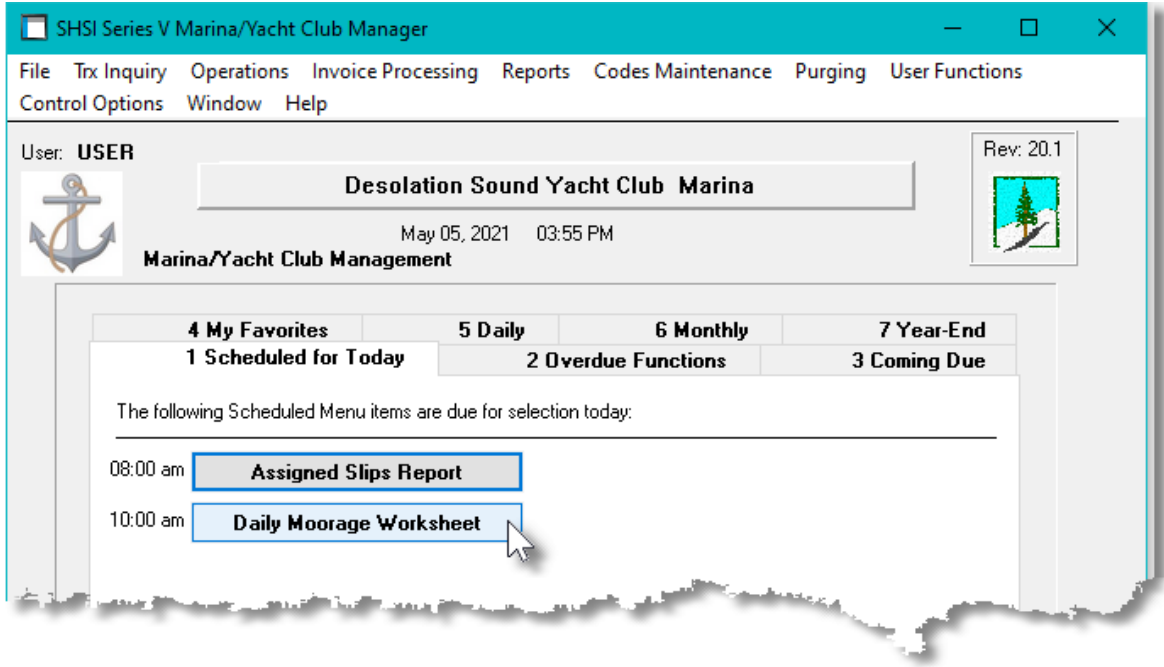 SHSI Series V Marina/Yacht Club Manager
File Trx Inquiry Operations Invoice Processing Reports Codes Maintenance Purging User Functions
Control Options Window Help
User: USER
Rev: 20.1
Desolation Sound Yacht Club Marina
May 05, 2021 03:55 PM
Marina/Yacht Club Management
4 My Favorites 5 Daily 6 Monthly 7 Year-End
1 Scheduled for Today 2 Overdue Functions 3 Coming Due
The following Scheduled Menu items are due for selection today:
08:00 am Assigned Slips Report
10:00 am Daily Moorage Worksheet